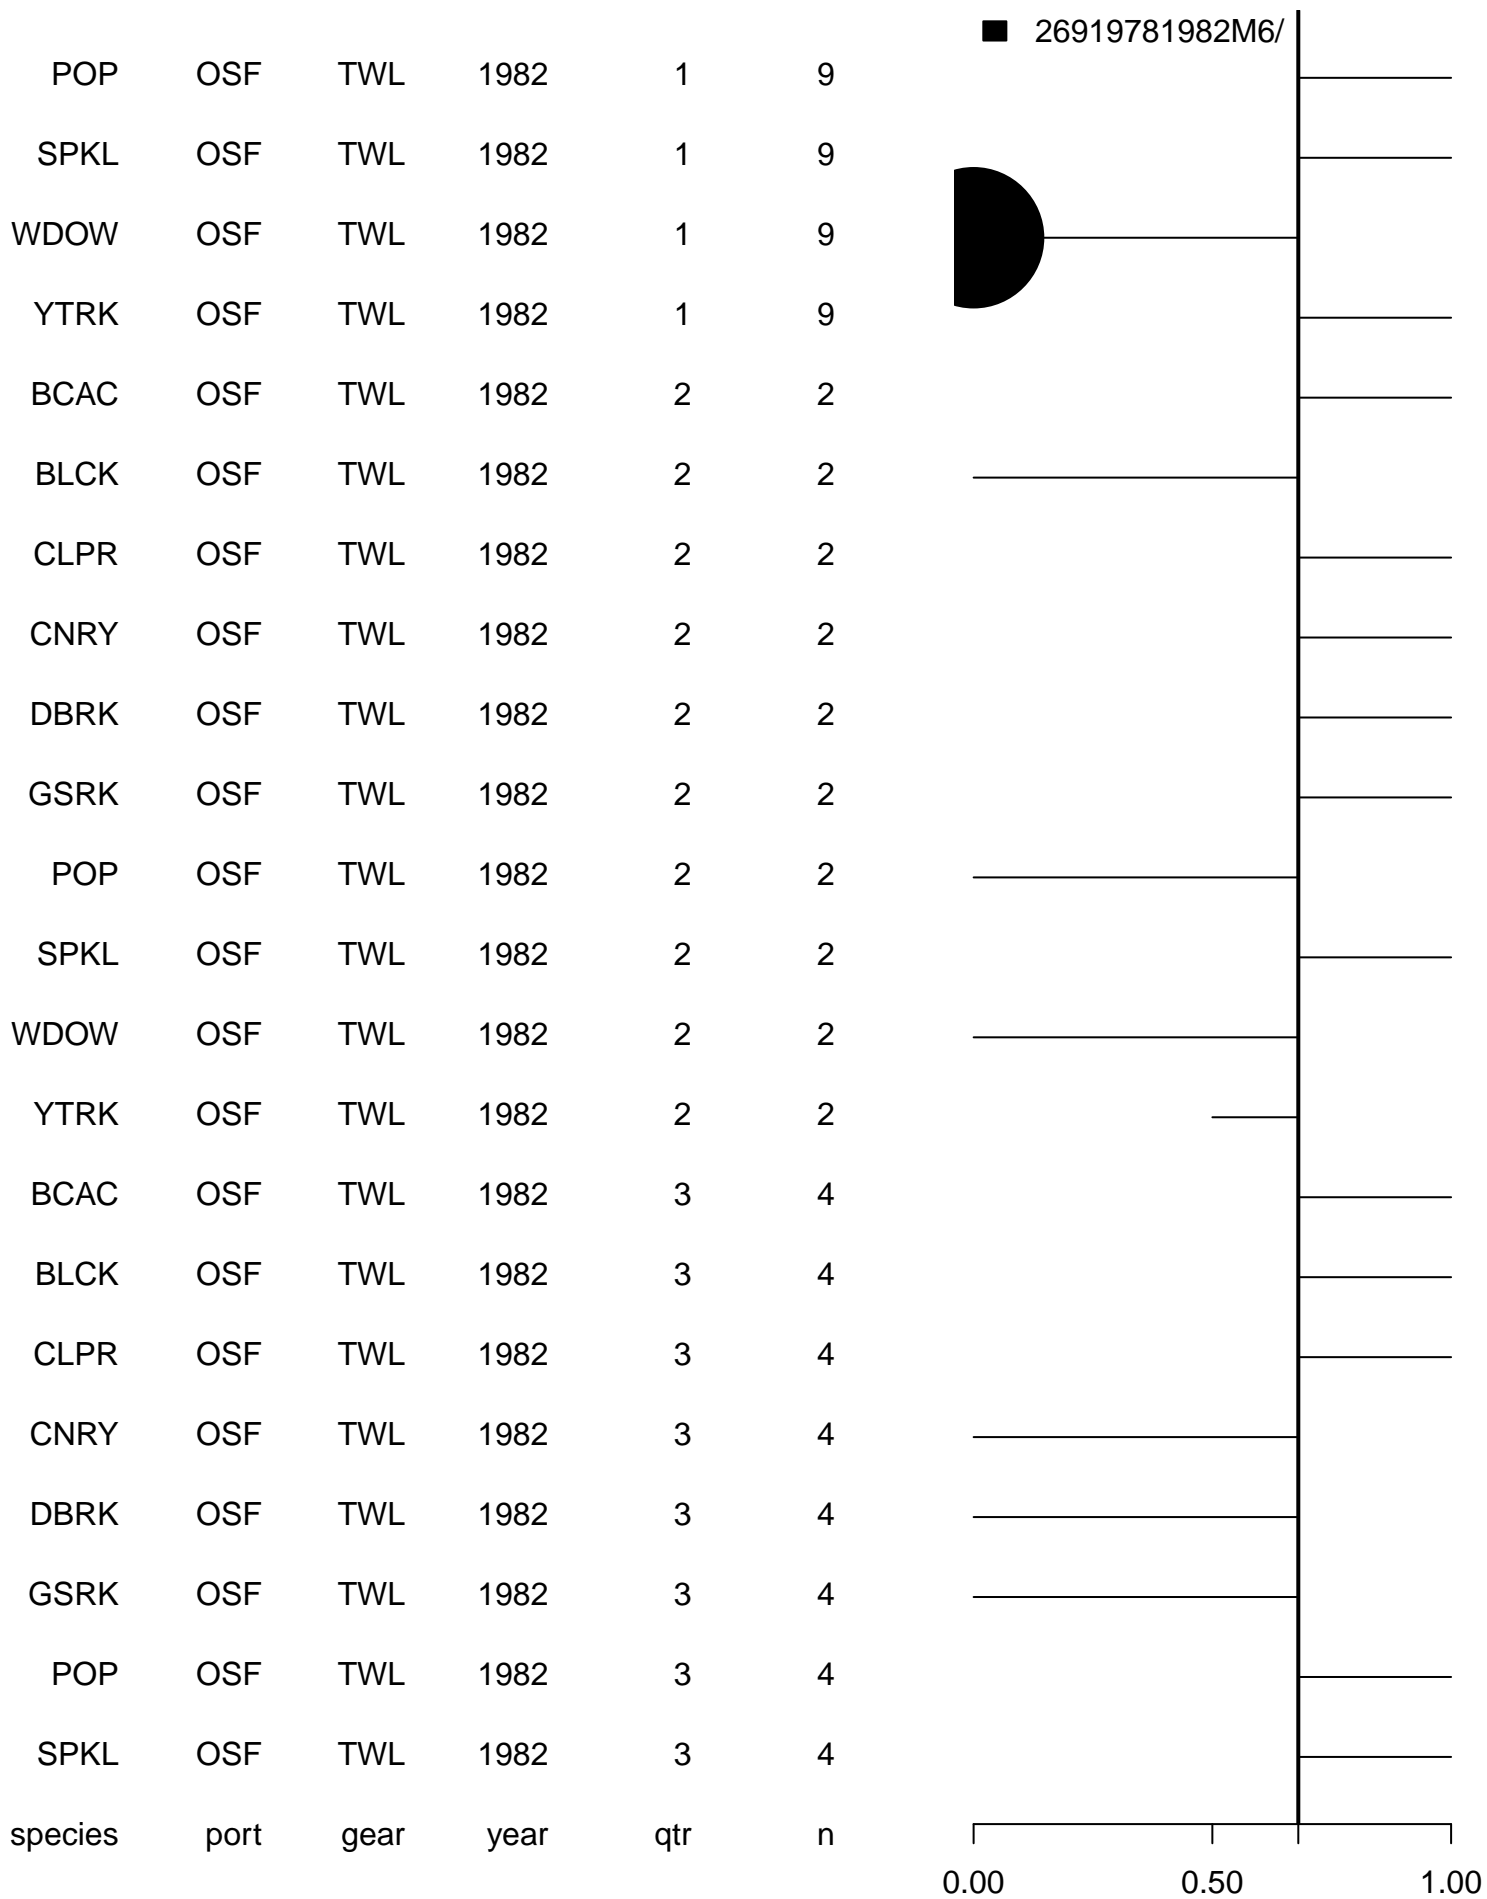 26919781982M6/
POP OSF TWL 1982 1 9
SPKL OSF TWL 1982 1 9
WDOW OSF TWL 1982 1 9
YTRK OSF TWL 1982 1 9
BCAC OSF TWL 1982 2 2
BLCK OSF TWL 1982 2 2
CLPR OSF TWL 1982 2 2
CNRY OSF TWL 1982 2 2
DBRK OSF TWL 1982 2 2
GSRK OSF TWL 1982 2 2
POP OSF TWL 1982 2 2
SPKL OSF TWL 1982 2 2
WDOW OSF TWL 1982 2 2
YTRK OSF TWL 1982 2 2
BCAC OSF TWL 1982 3 4
BLCK OSF TWL 1982 3 4
CLPR OSF TWL 1982 3 4
CNRY OSF TWL 1982 3 4
DBRK OSF TWL 1982 3 4
GSRK OSF TWL 1982 3 4
POP OSF TWL 1982 3 4
SPKL OSF TWL 1982 3 4
species port gear year qtr n
0.00 0.50 1.00